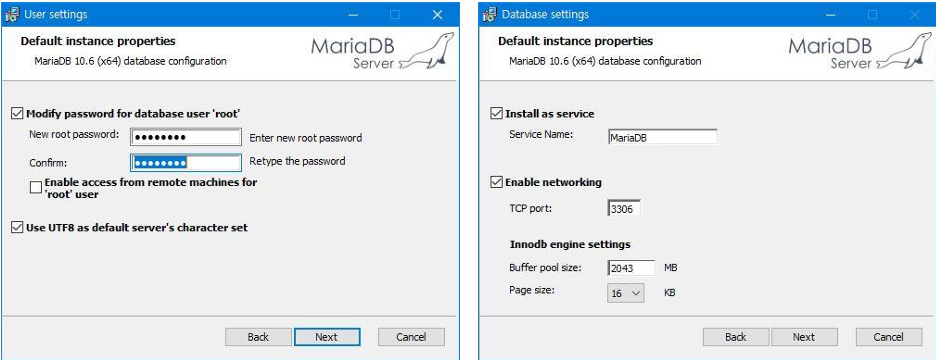 User settings
Default instance properties
MariaDB 10.6 (x64) database configuration
MariaDB
Server
Modify password for database user 'root'
New root password: ●●●●●●●● Enter new root password
Confirm: ●●●●●●●● Retype the password
Enable access from remote machines for
'root' user
Use UTF8 as default server's character set
Back Next Cancel
Database settings
Default instance properties
MariaDB 10.6 (x64) database configuration
MariaDB
Server
Install as service
Service Name: MariaDB
Enable networking
TCP port: 3306
Innodb engine settings
Buffer pool size: 2043 MB
Page size: 16 KB
Back Next Cancel